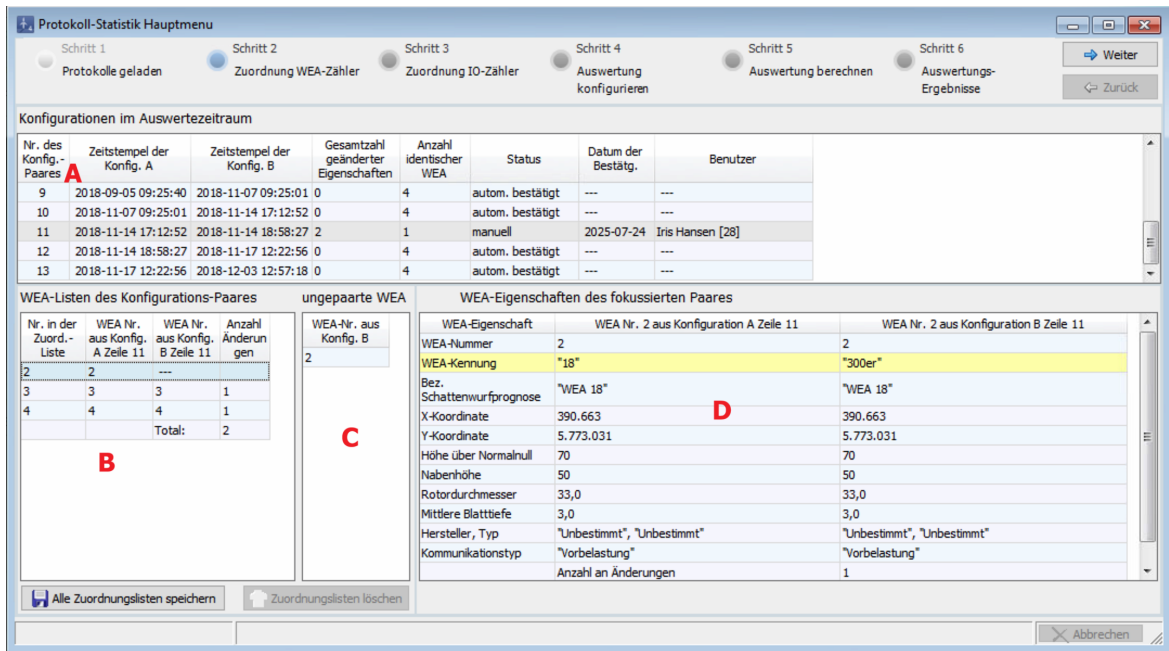 Protokoll-Statistik Hauptmenu
Schritt 1
Protokolle geladen
Schritt 2
Zuordnung WEA-Zähler
Schritt 3
Zuordnung IO-Zähler
Schritt 4
Auswertung
konfigurieren
Schritt 5
Auswertung berechnen
Schritt 6
Auswertungs-
Ergebnisse
Weiter
Zurück
Konfigurationen im Auswertezeitraum
Nr. des
Konfig.-
Paares
A
Zeitstempel der
Konfig. A
Zeitstempel der
Konfig. B
Gesamtzahl
geänderter
Eigenschaften
Anzahl
identischer
WEA
Status
Datum der
Bestätg.
Benutzer
9 2018-09-05 09:25:40 2018-11-07 09:25:01 0 4 autom. bestätigt --- ---
10 2018-11-07 09:25:01 2018-11-14 17:12:52 0 4 autom. bestätigt --- ---
11 2018-11-14 17:12:52 2018-11-14 18:58:27 2 1 manuell 2025-07-24 Iris Hansen [28]
12 2018-11-14 18:58:27 2018-11-17 12:22:56 0 4 autom. bestätigt --- ---
13 2018-11-17 12:22:56 2018-12-03 12:57:18 0 4 autom. bestätigt --- ---
WEA-Listen des Konfigurations-Paares
Nr. in der
Zuord.-
Liste
WEA Nr.
aus Konfig.
A Zeile 11
WEA Nr.
aus Konfig.
B Zeile 11
Anzahl
Änderun
gen
2 2 ---
3 3 3 1
4 4 4 1
Total: 2
B
ungepaarte WEA
WEA-Nr. aus
Konfig. B
2
C
WEA-Eigenschaften des fokussierten Paares
WEA-Eigenschaft WEA Nr. 2 aus Konfiguration A Zeile 11 WEA Nr. 2 aus Konfiguration B Zeile 11
WEA-Nummer 2 2
WEA-Kennung "18" "300er"
Bez.
Schattenwurfprognose "WEA 18" "WEA 18"
D
X-Koordinate 390.663 390.663
Y-Koordinate 5.773.031 5.773.031
Höhe über Normalnull 70 70
Nabenhöhe 50 50
Rotordurchmesser 33,0 33,0
Mittlere Blatttiefe 3,0 3,0
Hersteller, Typ "Unbestimmt", "Unbestimmt" "Unbestimmt", "Unbestimmt"
Kommunikationstyp "Vorbelastung" "Vorbelastung"
Anzahl an Änderungen 1
Alle Zuordnungslisten speichern
Zuordnungslisten löschen
Abbrechen